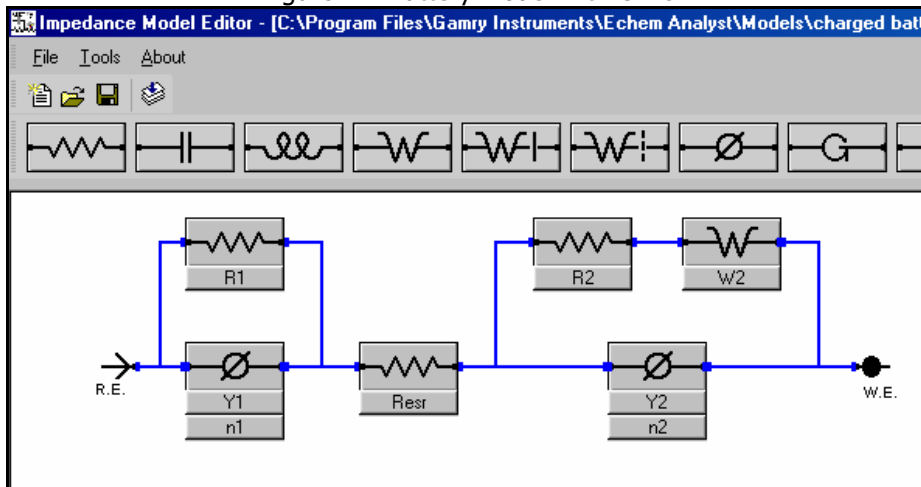 Impedance Model Editor - [C:\Program Files\Gamry Instruments\Echem Analyst\Models\charged batt
File Tools About
W W W Ø G
R1 R2 W W2
R.E. Ø Y1 n1 Resr Ø Y2 n2 W.E.